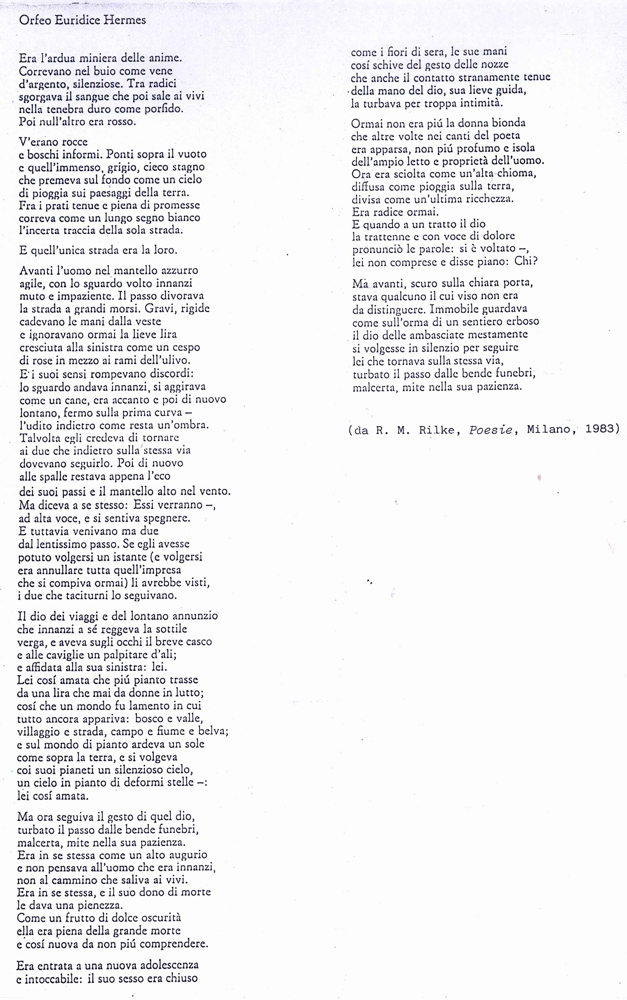 Orfeo Euridice Hermes
Era l'ardua miniera delle anime.
Correvano nel buio come vene
d'argento, silenziose. Tra radici
sgorgava il sangue che poi sale ai vivi
nella tenebra duro come porfido.
Poi null'altro era rosso.
V'erano rocce
e boschi informi. Ponti sopra il vuoto
e quell'immenso, grigio, cieco stagno
che premeva sul fondo come un cielo
di pioggia sui paesaggi della terra.
Fra i prati tenue e piena di promesse
correva come un lungo segno bianco
l'incerta traccia della sola strada.
E quell'unica strada era la loro.
Avanti l'uomo nel mantello azzurro
agile, con lo sguardo volto innanzi
muto e impaziente. Il passo divorava
la strada a grandi morsi. Gravi, rigide
cadevano le mani dalla veste
e ignoravano ormai la lieve lira
cresciuta alla sinistra come un cespo
di rose in mezzo ai rami dell'ulivo.
E i suoi sensi rompevano discordi:
lo sguardo andava innanzi, si aggirava
come un cane, era accanto e poi di nuovo
lontano, fermo sulla prima curva –
l'udito indietro come resta un'ombra.
Talvolta egli credeva di tornare
ai due che indietro sulla stessa via
dovevano seguirlo. Poi di nuovo
alle spalle restava appena l'eco
dei suoi passi e il mantello alto nel vento.
Ma diceva a se stesso: Essi verranno –,
ad alta voce, e si sentiva spegnere.
E tuttavia venivano ma due
dal lentissimo passo. Se egli avesse
potuto volgersi un istante (e volgersi
era annullare tutta quell'impresa
che si compiva ormai) li avrebbe visti,
i due che taciturni lo seguivano.
Il dio dei viaggi e del lontano annunzio
che innanzi a sé reggeva la sottile
verga, e aveva sugli occhi il breve casco
e alle caviglie un palpitare d'ali;
e affidata alla sua sinistra: lei.
Lei cosí amata che piú pianto trasse
da una lira che mai da donne in lutto;
cosí che un mondo fu lamento in cui
tutto ancora appariva: bosco e valle,
villaggio e strada, campo e fiume e belva;
e sul mondo di pianto ardeva un sole
come sopra la terra, e si volgeva
coi suoi pianeti un silenzioso cielo,
un cielo in pianto di deformi stelle –:
lei cosí amata.
Ma ora seguiva il gesto di quel dio,
turbato il passo dalle bende funebri,
malcerta, mite nella sua pazienza.
Era in se stessa come un alto augurio
e non pensava all'uomo che era innanzi,
non al cammino che saliva ai vivi.
Era in se stessa, e il suo dono di morte
le dava una pienezza.
Come un frutto di dolce oscurità
ella era piena della grande morte
e cosí nuova da non piú comprendere.
Era entrata a una nuova adolescenza
e intoccabile: il suo sesso era chiuso
come i fiori di sera, le sue mani
cosí schive del gesto delle nozze
che anche il contatto stranamente tenue
della mano del dio, sua lieve guida,
la turbava per troppa intimità.
Ormai non era piú la donna bionda
che altre volte nei canti del poeta
era apparsa, non piú profumo e isola
dell'ampio letto e proprietà dell'uomo.
Ora era sciolta come un'alta chioma,
diffusa come pioggia sulla terra,
divisa come un'ultima ricchezza.
Era radice ormai.
E quando a un tratto il dio
la trattenne e con voce di dolore
pronunciò le parole: si è voltato –,
lei non comprese e disse piano: Chi?
Ma avanti, scuro sulla chiara porta,
stava qualcuno il cui viso non era
da distinguere. Immobile guardava
come sull'orma di un sentiero erboso
il dio delle ambasciate mestamente
si volgesse in silenzio per seguire
lei che tornava sulla stessa via,
turbato il passo dalle bende funebri,
malcerta, mite nella sua pazienza.
(da R. M. Rilke, Poesie, Milano, 1983)